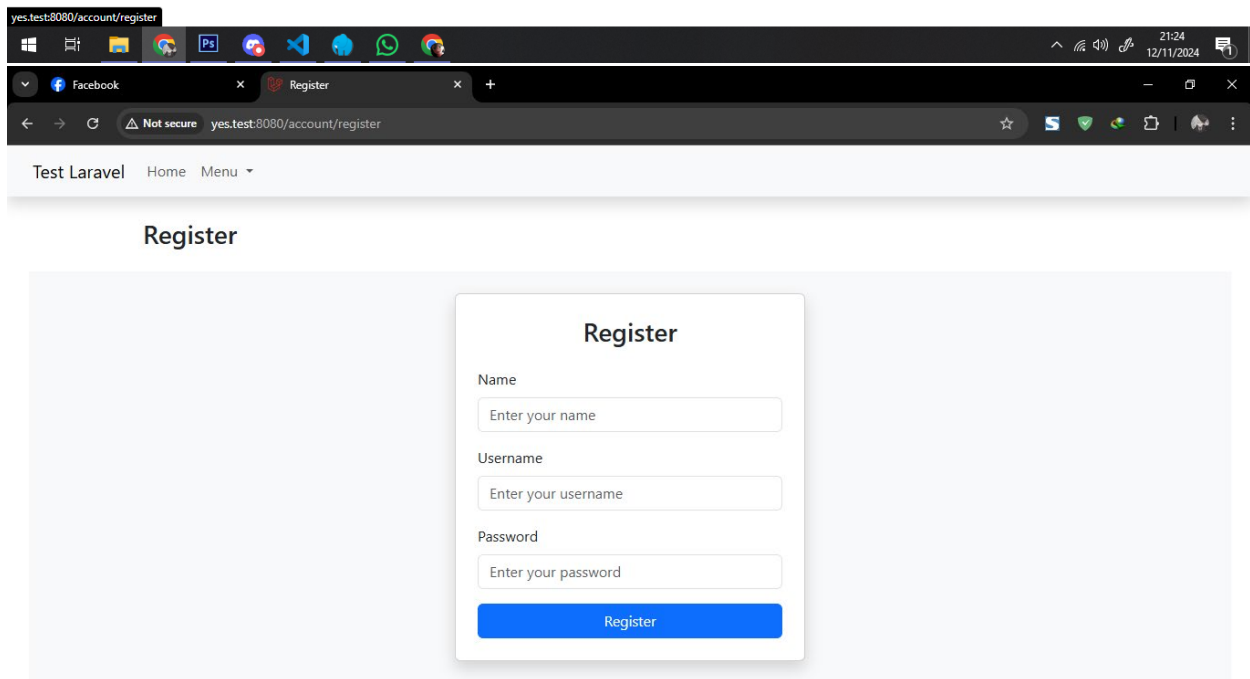 yes.test:8080/account/register
Ps
21:24
12/11/2024
1
Facebook
Register
Not secure yes.test:8080/account/register
S
Test Laravel Home Menu
Register
Register
Name
Enter your name
Username
Enter your username
Password
Enter your password
Register